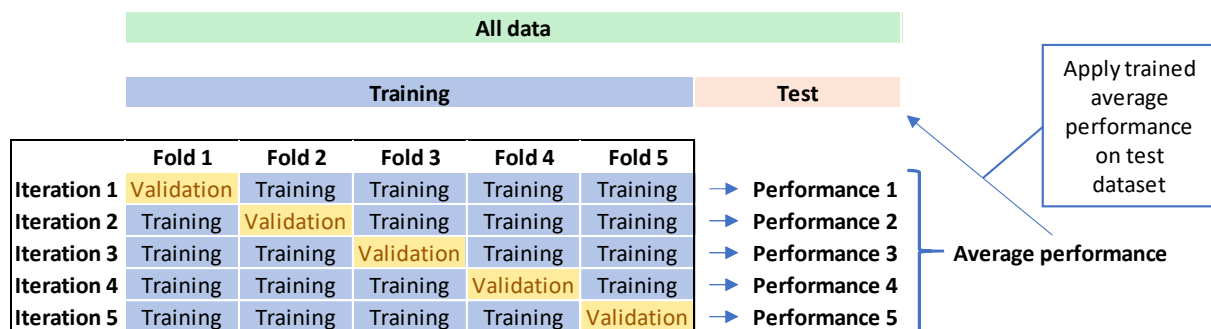 All data
Training Test
Apply trained
average
performance
on test
dataset
Fold 1 Fold 2 Fold 3 Fold 4 Fold 5
Iteration 1 Validation Training Training Training Training Performance 1
Iteration 2 Training Validation Training Training Training Performance 2
Iteration 3 Training Training Validation Training Training Performance 3 Average performance
Iteration 4 Training Training Training Validation Training Performance 4
Iteration 5 Training Training Training Training Validation Performance 5